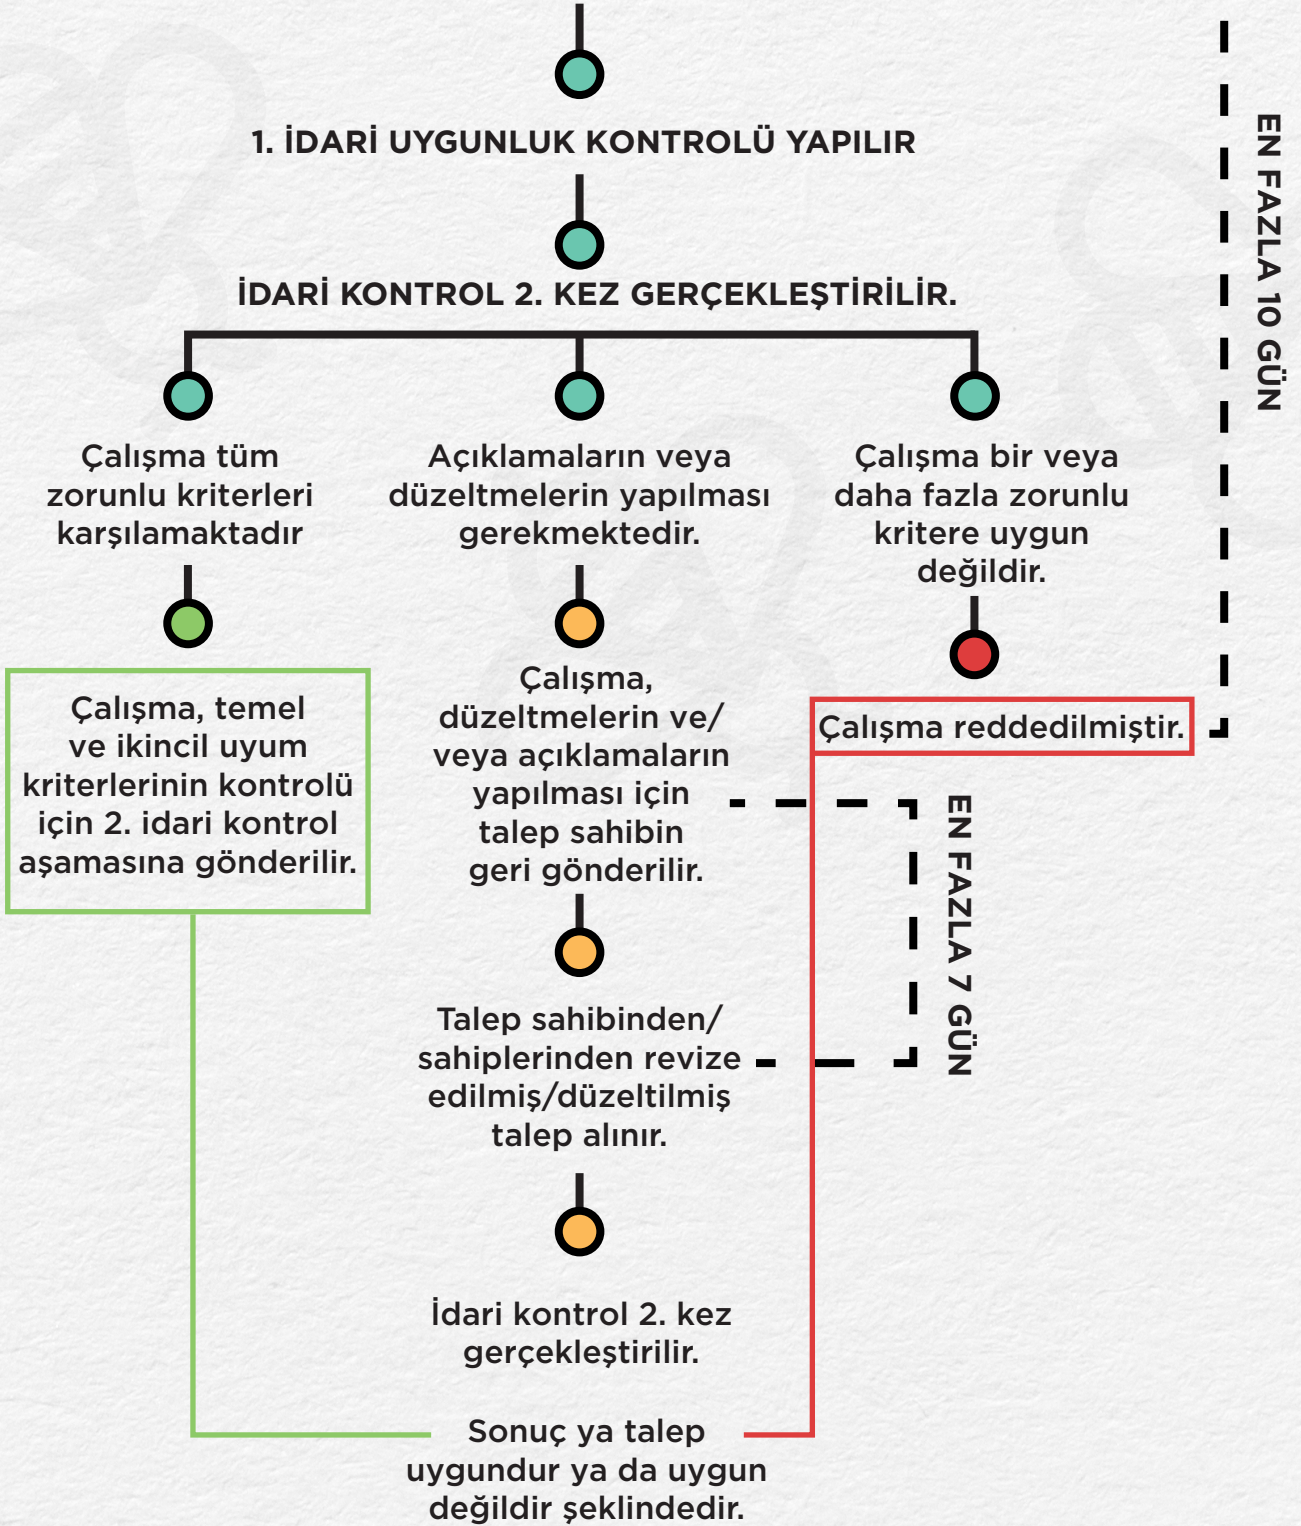 1. İDARİ UYGUNLUK KONTROLÜ YAPILIR
İDARİ KONTROL 2. KEZ GERÇEKLEŞTİRİLİR.
Çalışma tüm
zorunlu kriterleri
karşılamaktadır
Açıklamaların veya
düzeltmelerin yapılması
gerekmektedir.
Çalışma bir veya
daha fazla zorunlu
kritere uygun
değildir.
EN FAZLA 10 GÜN
Çalışma, temel
ve ikincil uyum
kriterlerinin kontrolü
için 2. idari kontrol
aşamasına gönderilir.
Çalışma,
düzeltmelerin ve/
veya açıklamaların
yapılması için
talep sahibin
geri gönderilir.
Çalışma reddedilmiştir.
EN FAZLA 7 GÜN
Talep sahibinden/
sahiplerinden revize
edilmiş/düzeltilmiş
talep alınır.
İdari kontrol 2. kez
gerçekleştirilir.
Sonuç ya talep
uygundur ya da uygun
değildir şeklindedir.